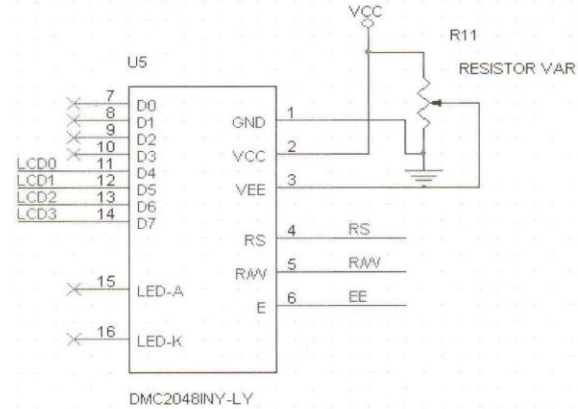 VCC
R11
U5
RESISTOR VAR
7 D0
8 D1
9 D2
10 D3
LCD0 11 D4
LCD1 12 D5
LCD2 13 D6
LCD3 14 D7
15 LED-A
16 LED-K
GND 1
VCC 2
VEE 3
RS 4 RS
R/W 5 R/W
E 6 EE
DMC2048INY-LY